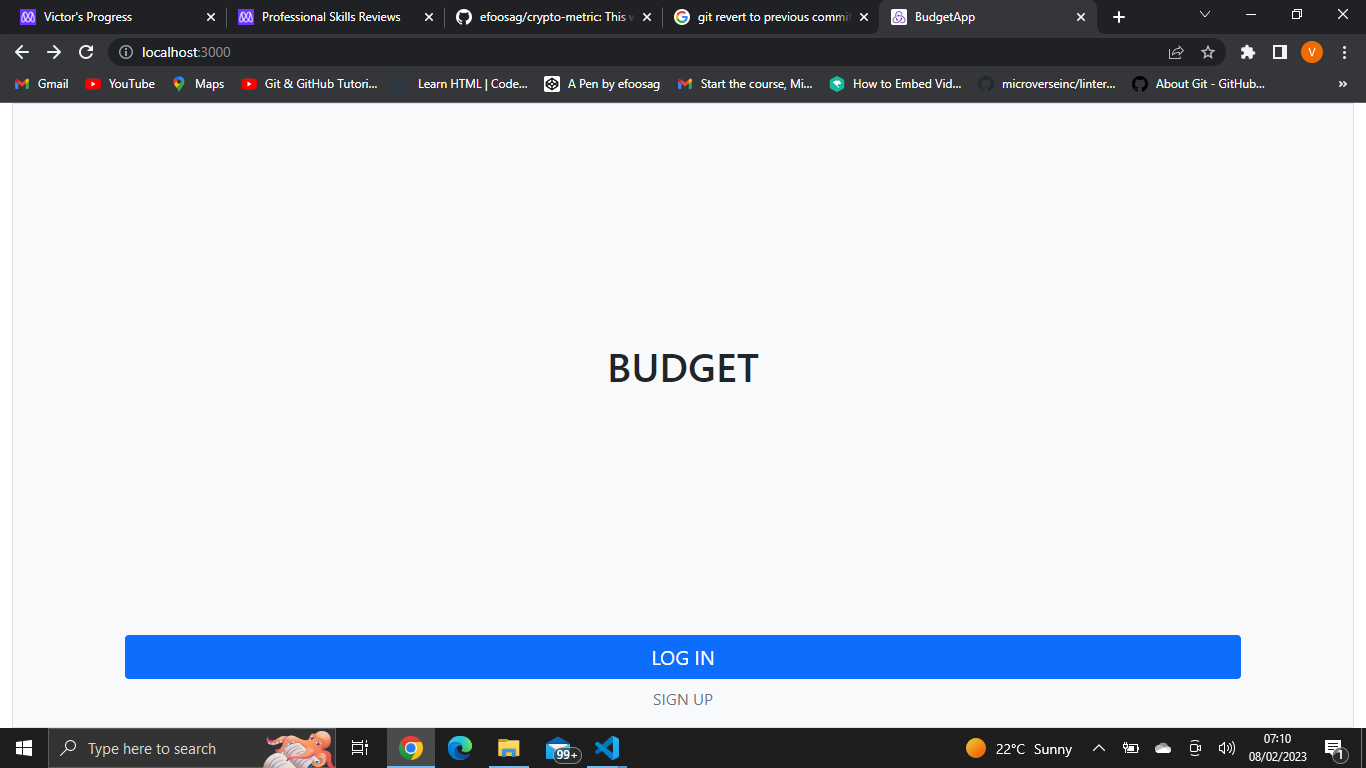 Victor's Progress
Professional Skills Reviews
efoosag/crypto-metric: This w
git revert to previous commit
BudgetApp
localhost:3000
V
Gmail
YouTube
Maps
Git & GitHub Tutori...
Learn HTML | Code...
A Pen by efoosag
Start the course, Mi...
How to Embed Vid...
microverseinc/linter...
About Git - GitHub...
BUDGET
LOG IN
SIGN UP
Type here to search
99+
22°C Sunny
07:10
08/02/2023
1